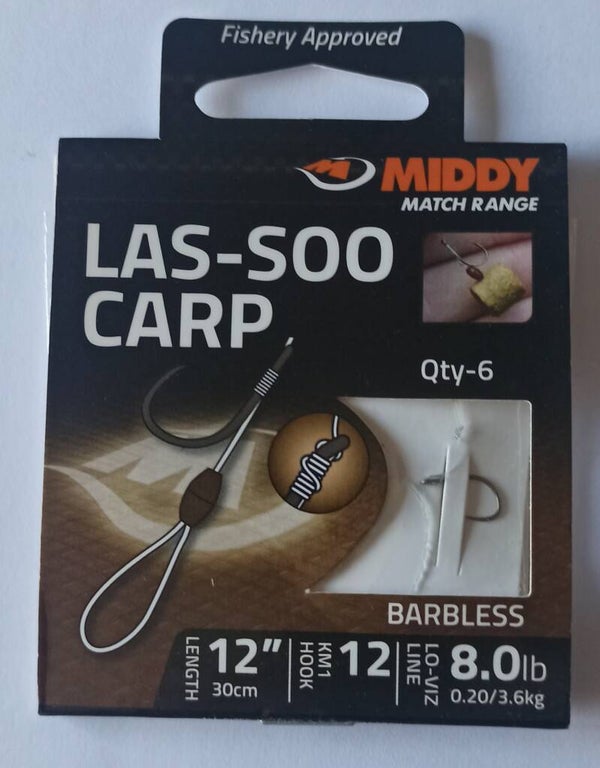 Fishery Approved
MIDDY
MATCH RANGE
LAS-SOO
CARP
Qty-6
BARBLESS
LENGTH 12" 30cm
KM1 HOOK 12
LO-VIZ LINE 8.0lb 0.20/3.6kg